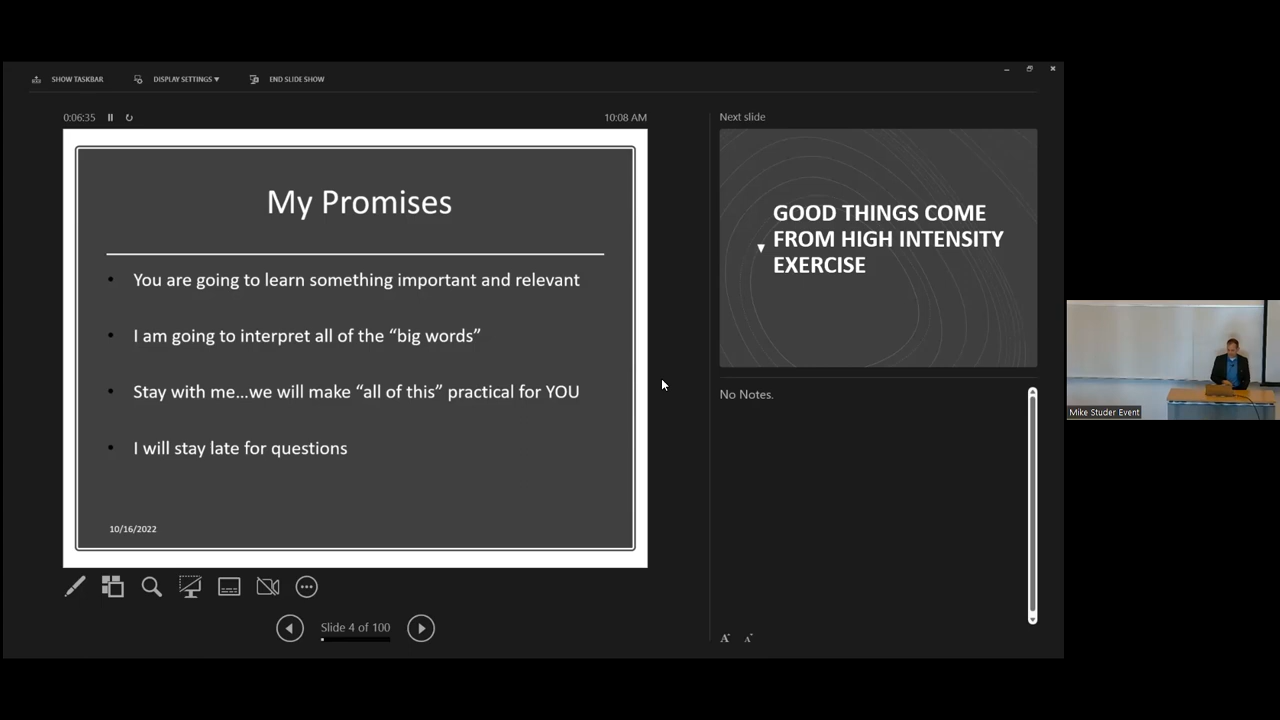 SHOW TASKBAR
DISPLAY SETTINGS ▼
END SLIDE SHOW
0:06:35
10:08 AM
My Promises
• You are going to learn something important and relevant
• I am going to interpret all of the “big words”
• Stay with me...we will make “all of this” practical for YOU
• I will stay late for questions
10/16/2022
Slide 4 of 100
Next slide
GOOD THINGS COME
FROM HIGH INTENSITY
EXERCISE
No Notes.
A A
Mike Studer Event